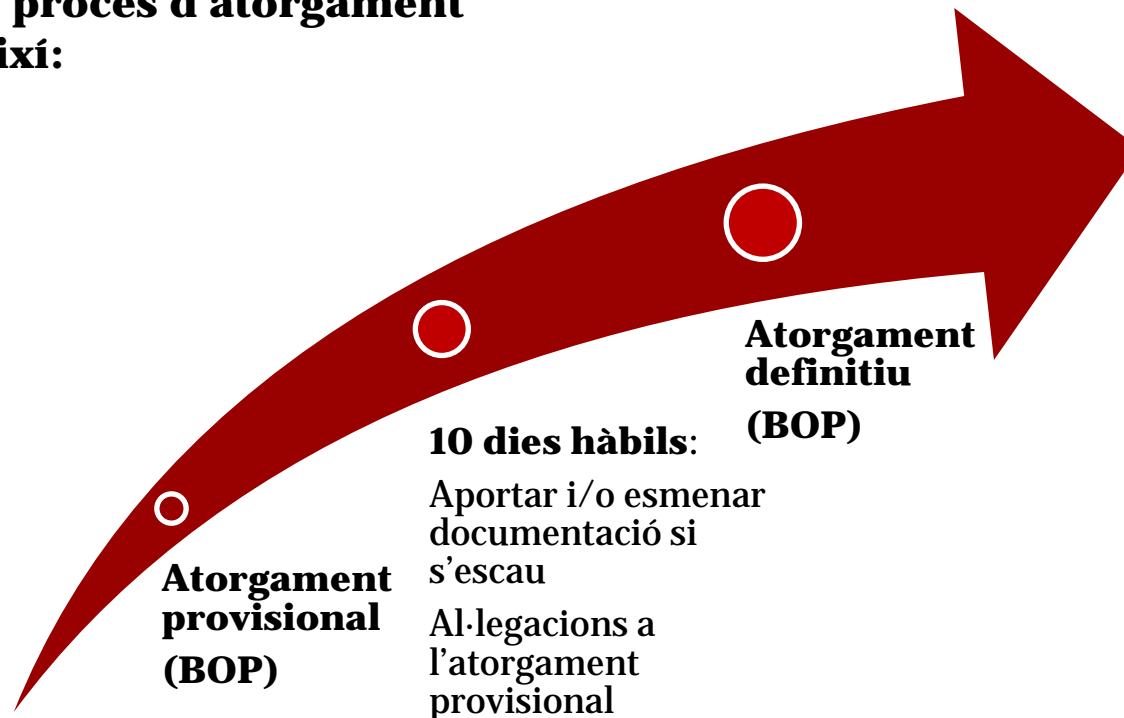 procés d'atorgament
ixí:
Atorgament
provisional
(BOP)
10 dies hàbils:
Aportar i/o esmenar
documentació si
s'escau
Al·legacions a
l'atorgament
provisional
Atorgament
definitiu
(BOP)